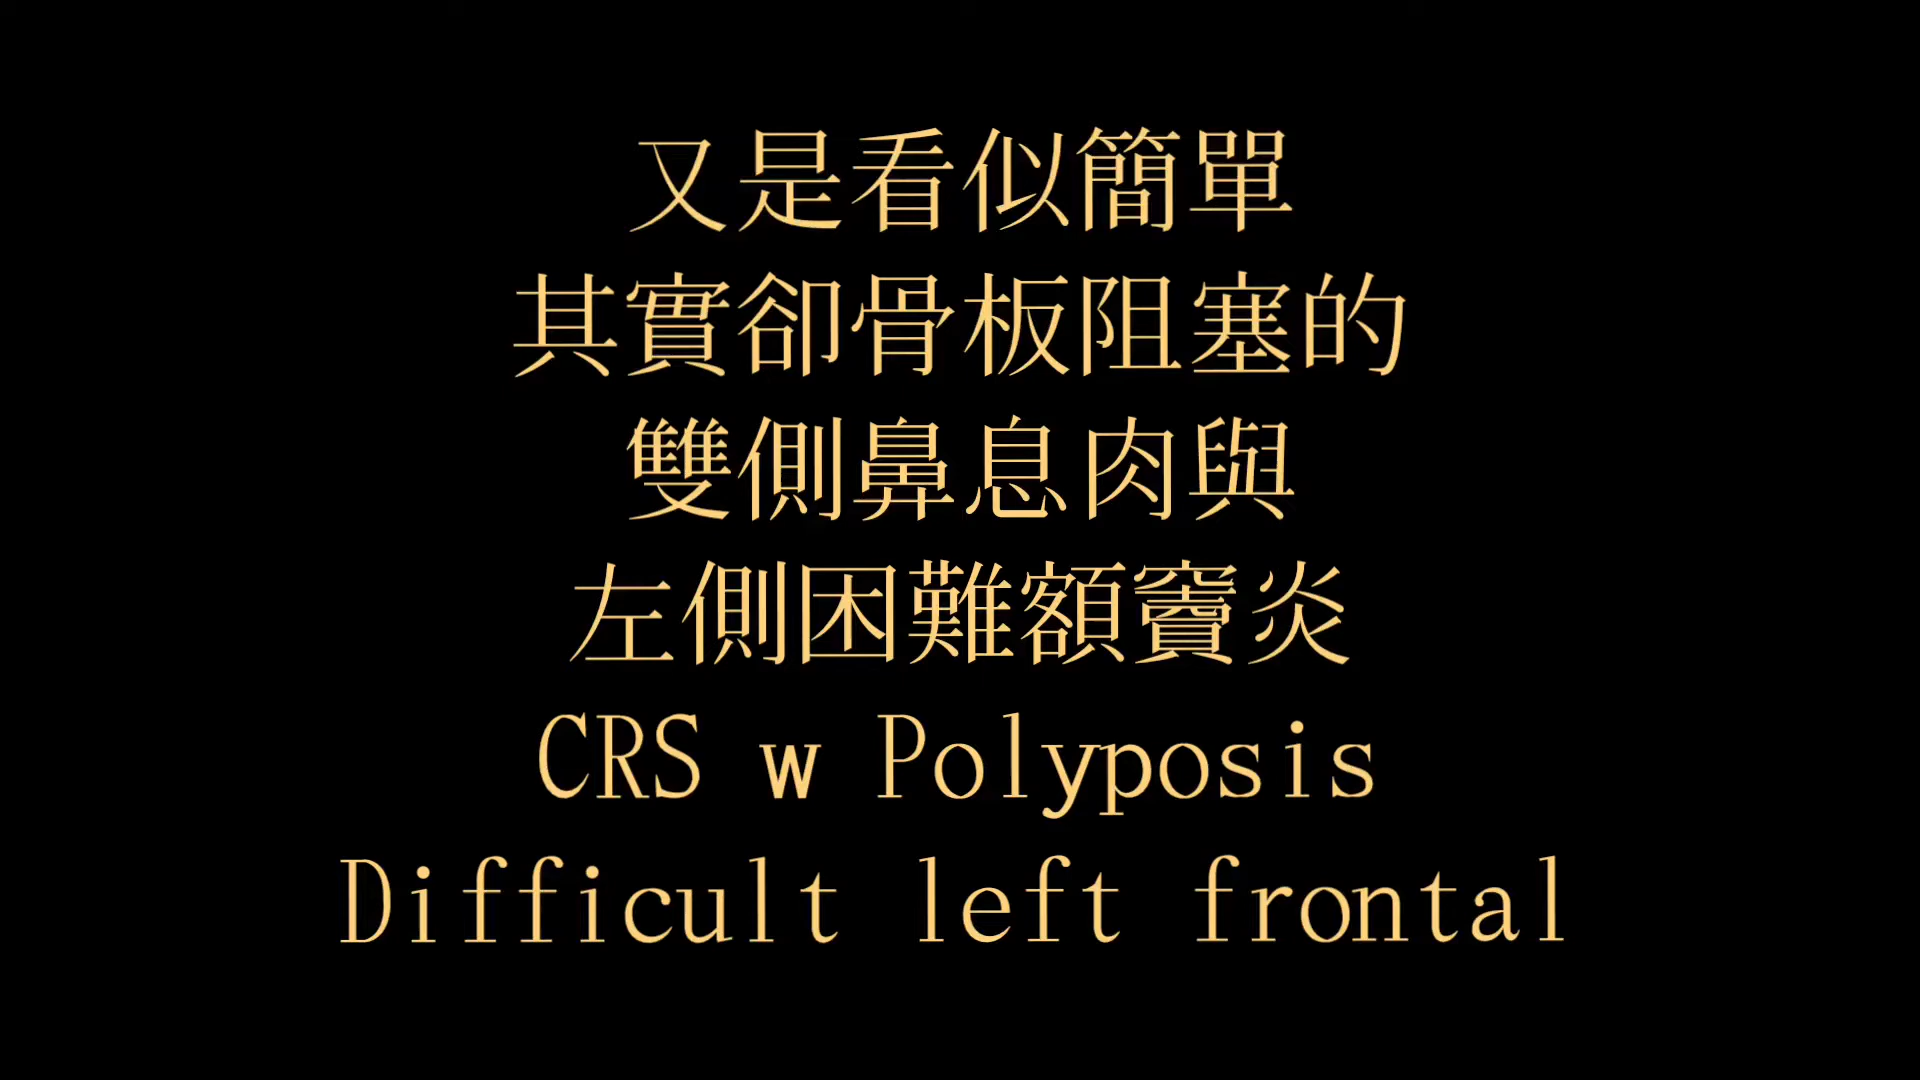 又是看似簡單
其實卻骨板阻塞的
雙側鼻息肉與
左側困難額竇炎
CRS w Polyposis
Difficult left frontal